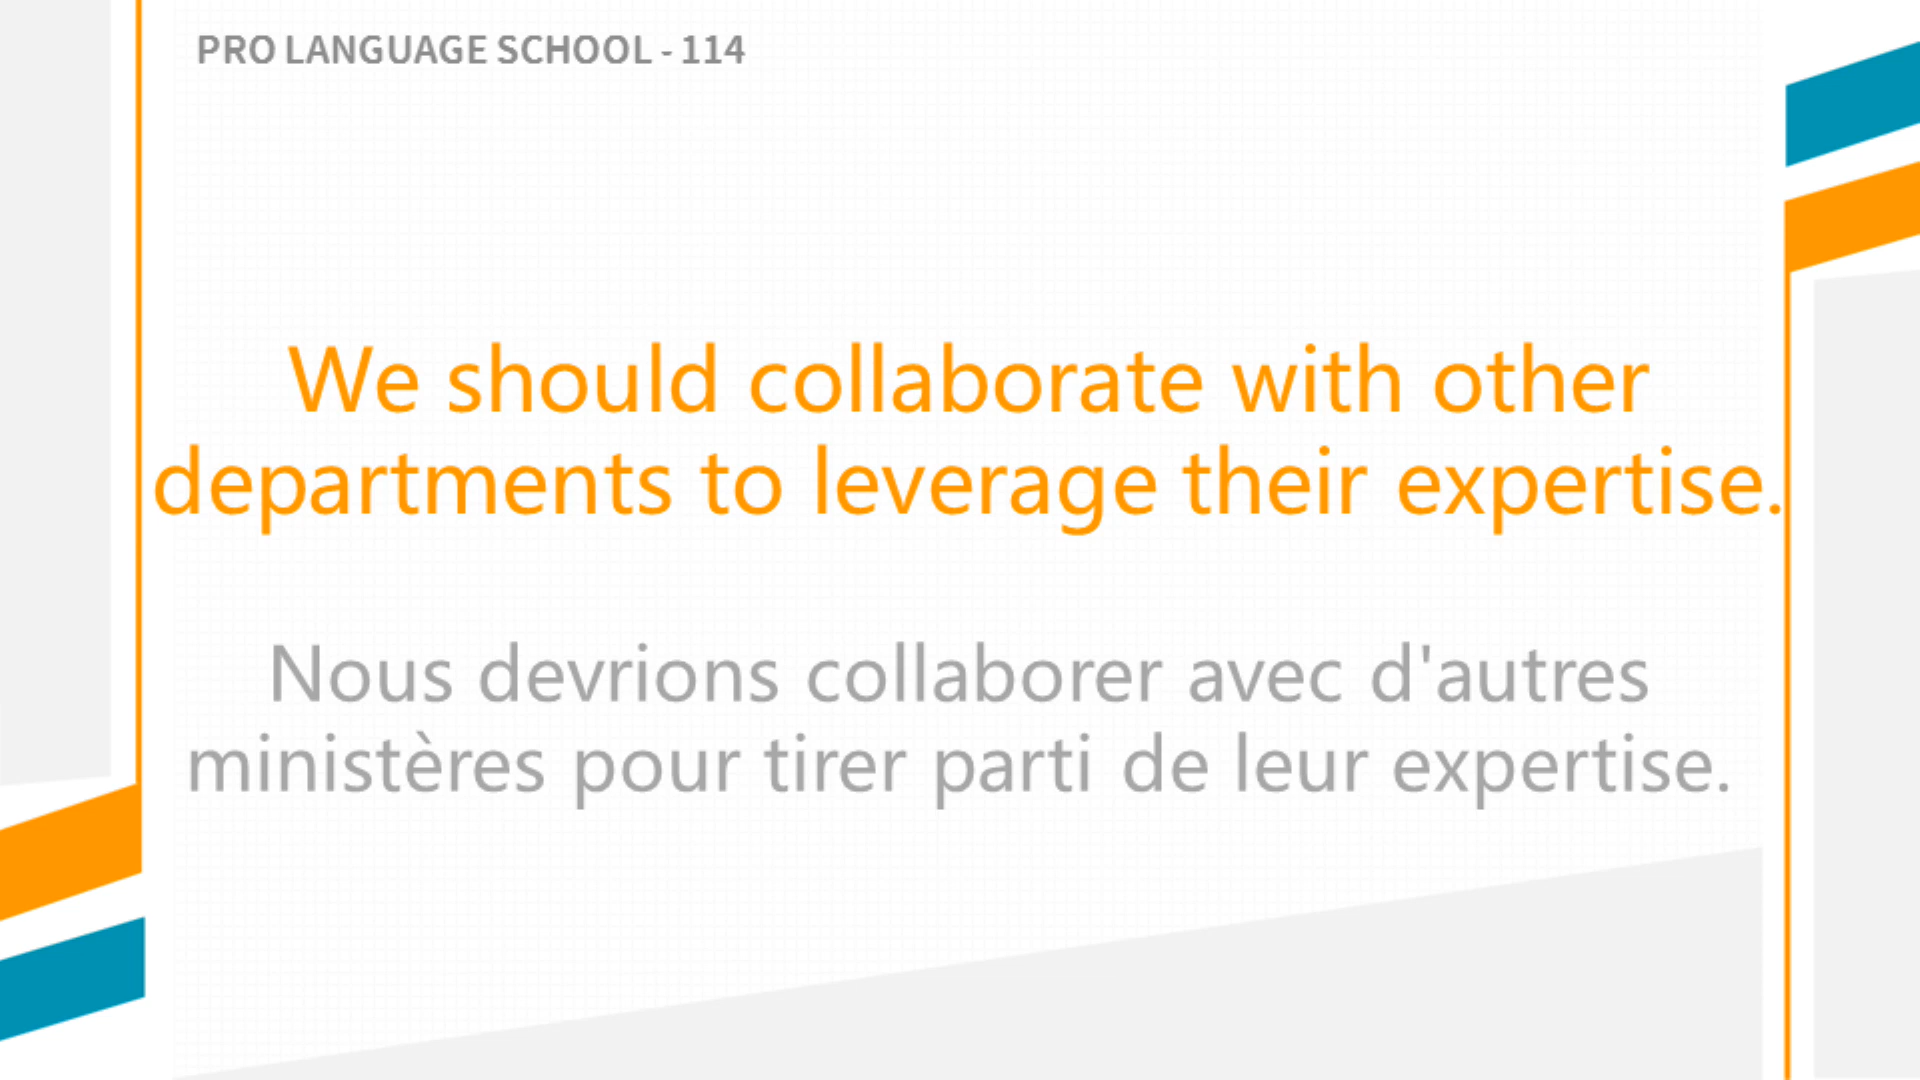 PRO LANGUAGE SCHOOL - 114
We should collaborate with other
departments to leverage their expertise.
Nous devrions collaborer avec d'autres
ministères pour tirer parti de leur expertise.